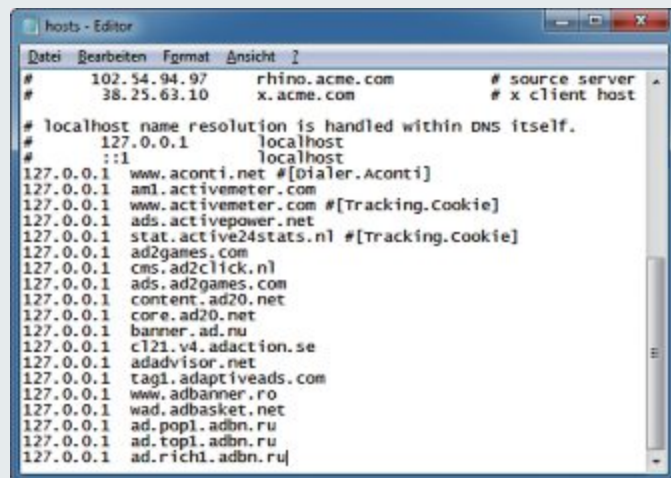 hosts - Editor
Datei Bearbeiten Format Ansicht ?
# 102.54.94.97 rhino.acme.com # source server
# 38.25.63.10 x.acme.com # x client host
# localhost name resolution is handled within DNS itself.
# 127.0.0.1 localhost
# ::1 localhost
127.0.0.1 www.aconti.net #[Dialer.Aconti]
127.0.0.1 am1.activemeter.com
127.0.0.1 www.activemeter.com #[Tracking.Cookie]
127.0.0.1 ads.activepower.net
127.0.0.1 stat.active24stats.nl #[Tracking.Cookie]
127.0.0.1 ad2games.com
127.0.0.1 cms.ad2click.nl
127.0.0.1 ads.ad2games.com
127.0.0.1 content.ad20.net
127.0.0.1 core.ad20.net
127.0.0.1 banner.ad.nu
127.0.0.1 cl21.v4.adaction.se
127.0.0.1 adadvisor.net
127.0.0.1 tag1.adaptiveads.com
127.0.0.1 www.adbanner.ro
127.0.0.1 wad.adbasket.net
127.0.0.1 ad.pop1.adbn.ru
127.0.0.1 ad.top1.adbn.ru
127.0.0.1 ad.rich1.adbn.ru